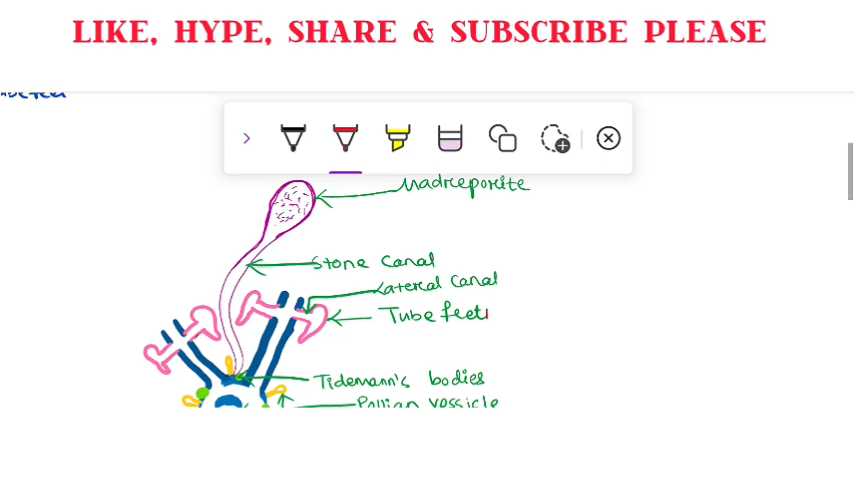 LIKE, HYPE, SHARE & SUBSCRIBE PLEASE
Madreporite
Stone canal
Lateral canal
Tube feet
Tidemann's bodies
Pollian vessicle